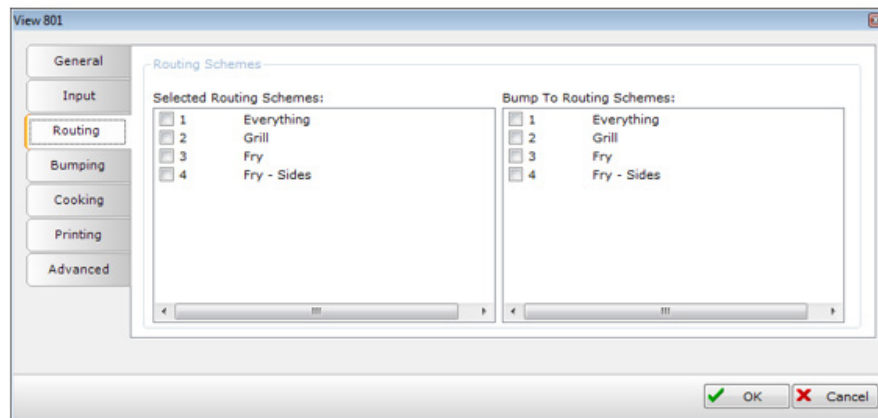 View 801
General
Input
Routing
Bumping
Cooking
Printing
Advanced
Routing Schemes
Selected Routing Schemes:
1 Everything
2 Grill
3 Fry
4 Fry - Sides
Bump To Routing Schemes:
1 Everything
2 Grill
3 Fry
4 Fry - Sides
OK
Cancel